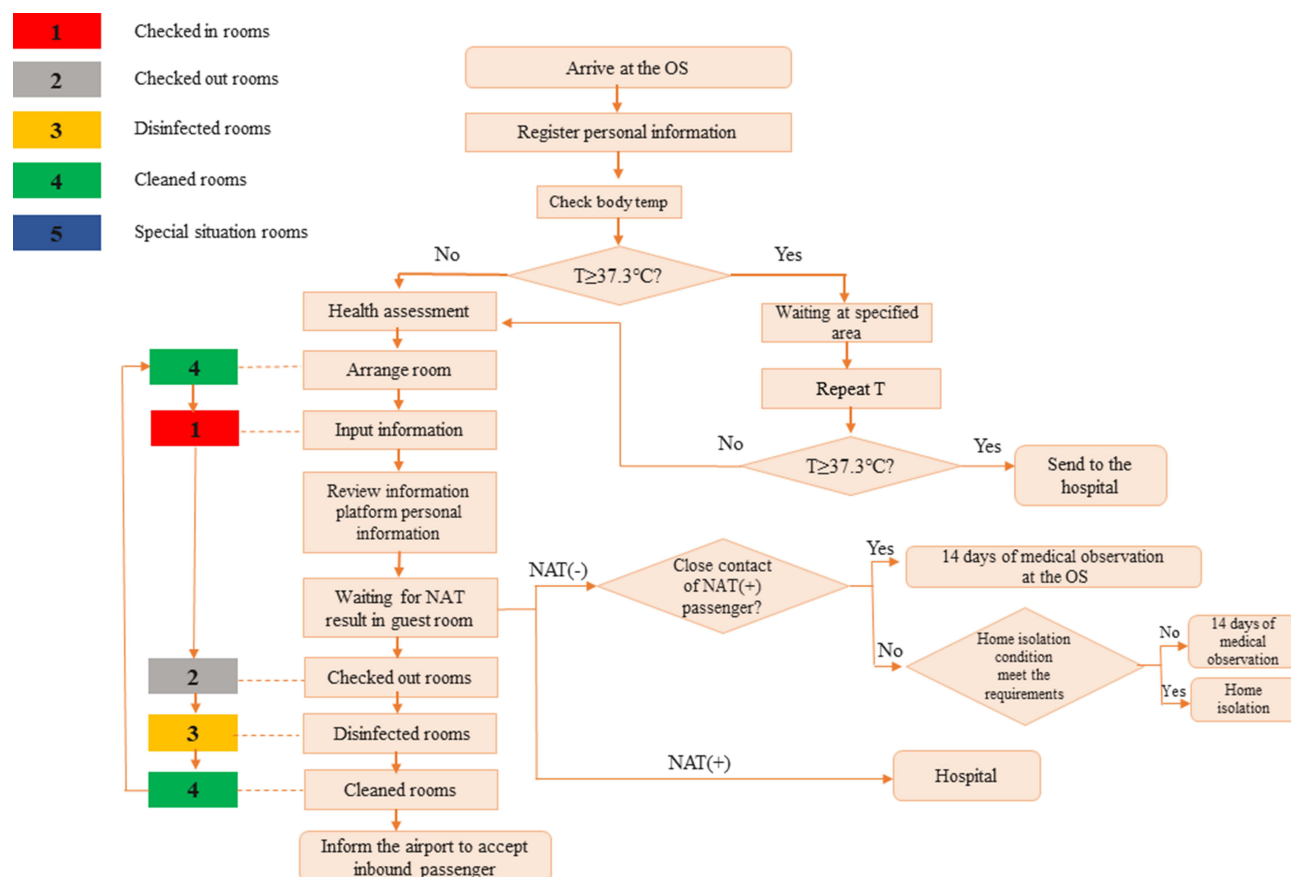 1 Checked in rooms
2 Checked out rooms
3 Disinfected rooms
4 Cleaned rooms
5 Special situation rooms
Arrive at the OS
Register personal information
Check body temp
No
T≥37.3°C?
Yes
Health assessment
Waiting at specified
area
4
Arrange room
Repeat T
1
Input information
No
T≥37.3°C?
Yes
Send to the
hospital
Review information
platform personal
information
Waiting for NAT
result in guest room
NAT(-)
Close contact
of NAT(+)
passenger?
Yes
14 days of medical observation
at the OS
No
Home isolation
condition
meet the
requirements
No
14 days of
medical
observation
Yes
Home
isolation
2
Checked out rooms
3
Disinfected rooms
NAT(+)
Hospital
4
Cleaned rooms
Inform the airport to accept
inbound passenger